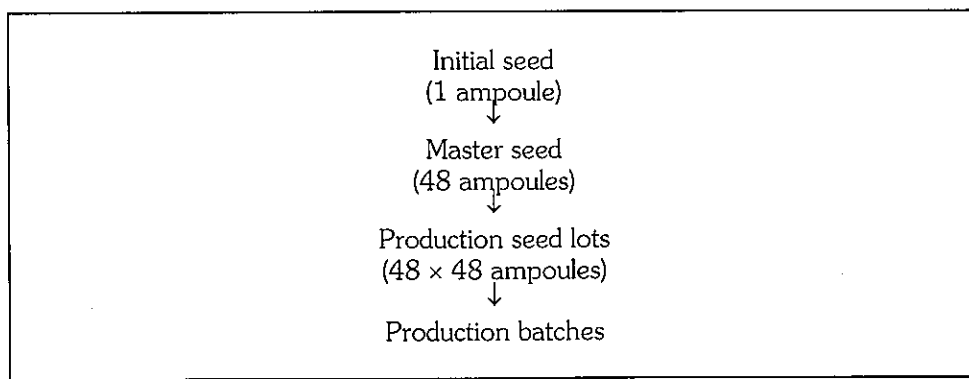 Initial seed
(1 ampoule)
↓
Master seed
(48 ampoules)
↓
Production seed lots
(48 × 48 ampoules)
↓
Production batches